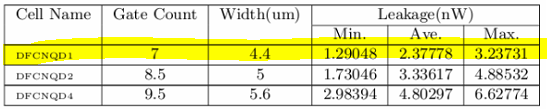 Cell Name Gate Count Width(um) Leakage(nW)
Min. Ave. Max.
DFCNQD1 7 4.4 1.29048 2.37778 3.23731
DFCNQD2 8.5 5 1.73046 3.33617 4.88532
DFCNQD4 9.5 5.6 2.98394 4.80297 6.62774